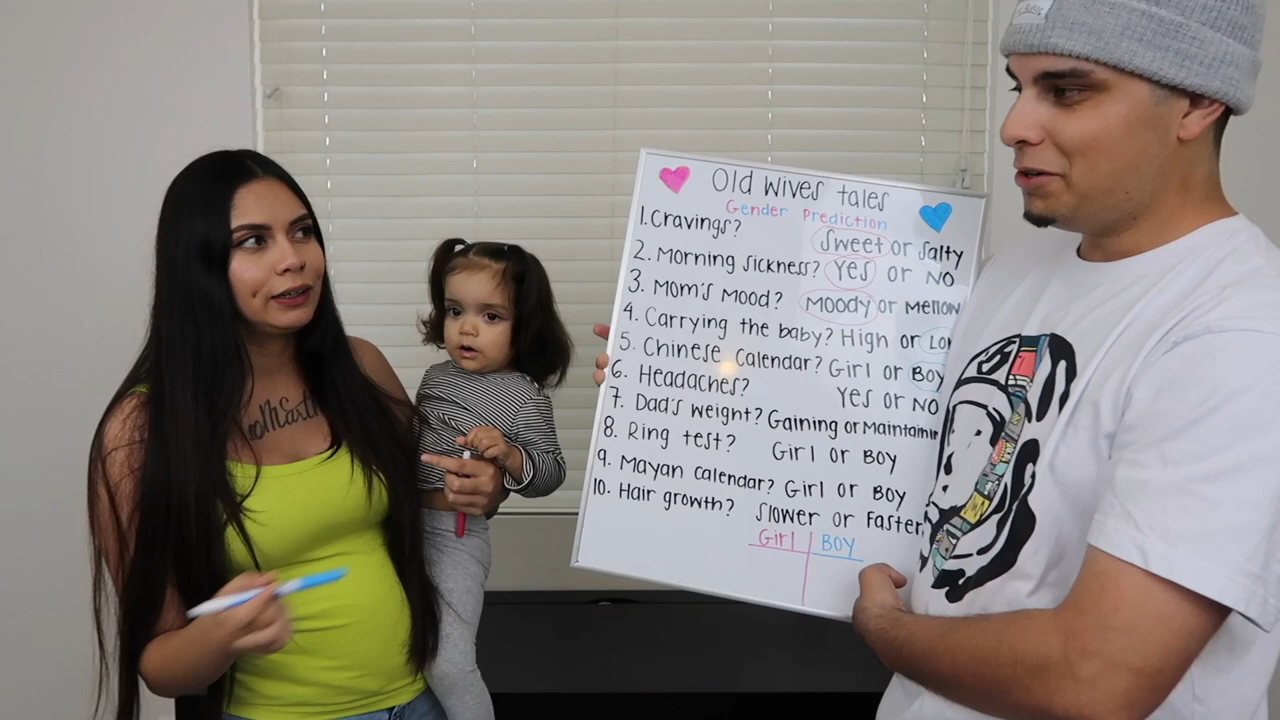 Old wives tales
Gender Prediction
1. Cravings? Sweet or Salty
2. Morning sickness? Yes or No
3. Mom's Mood? Moody or Mellow
4. Carrying the baby? High or Lo
5. Chinese calendar? Girl or Boy
6. Headaches? Yes or No
7. Dad's weight? Gaining or Maintainin
8. Ring test? Girl or Boy
9. Mayan calendar? Girl or Boy
10. Hair growth? Slower or Faster
Girl Boy